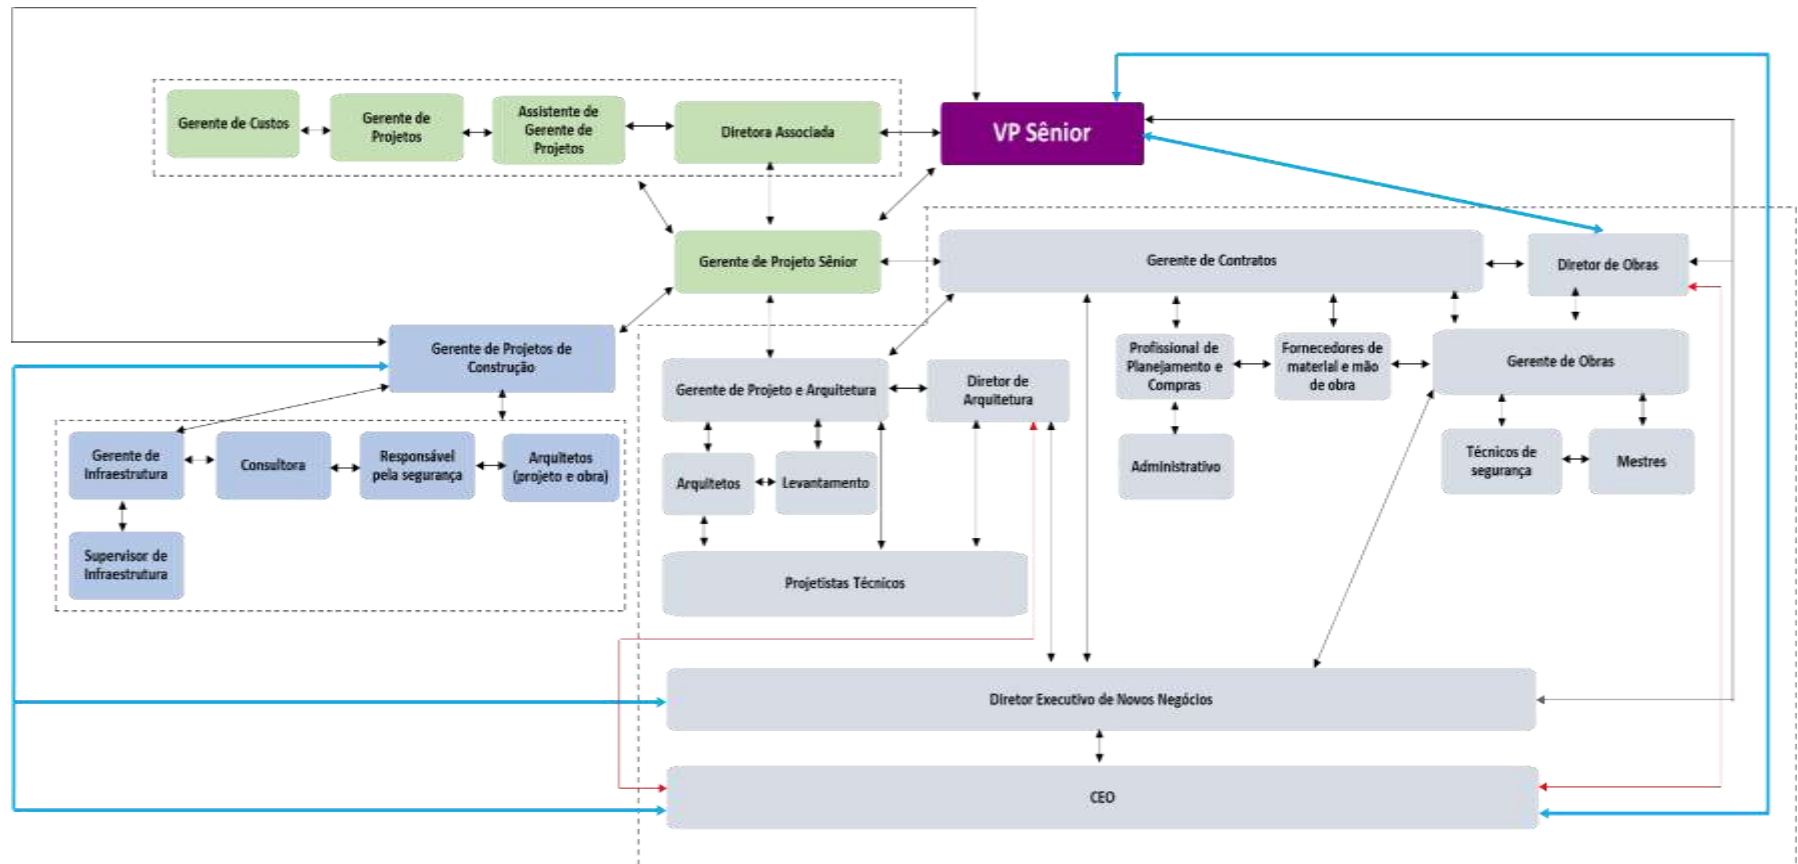 Gerente de Custos
Gerente de
Projetos
Assistente de
Gerente de
Projetos
Diretora Associada
VP Sênior
Gerente de Projeto Sênior
Gerente de Contratos
Diretor de Obras
Gerente de Projetos de
Construção
Gerente de Projeto e Arquitetura
Diretor de
Arquitetura
Profissional de
Planejamento e
Compras
Fornecedores de
material e mão
de obra
Gerente de Obras
Gerente de
Infraestrutura
Consultora
Responsável
pela segurança
Arquitetos
(projeto e obra)
Arquitetos
Levantamento
Administrativo
Técnicos de
segurança
Mestres
Supervisor de
Infraestrutura
Projetistas Técnicos
Diretor Executivo de Novos Negócios
CEO